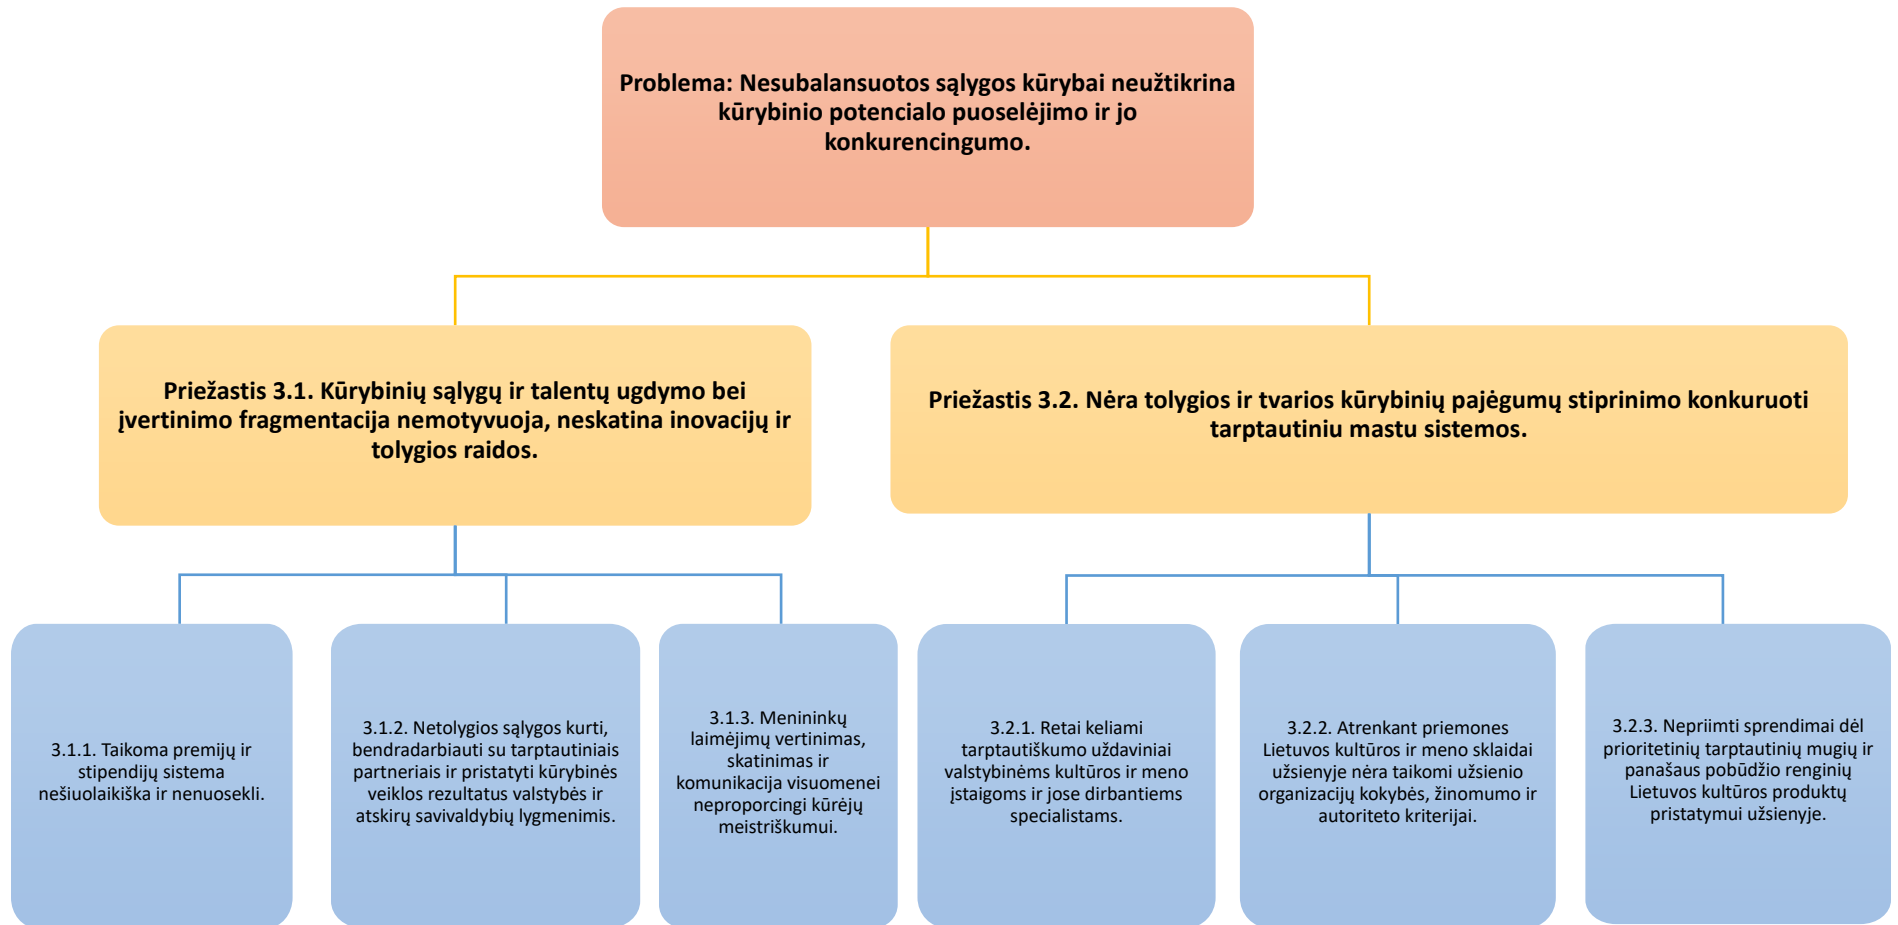 Problema: Nesubalansuotos sąlygos kūrybai neužtikrina
kūrybinio potencialo puoselėjimo ir jo
konkurencingumo.
Priežastis 3.1. Kūrybinių sąlygų ir talentų ugdymo bei
įvertinimo fragmentacija nemotyvuoja, neskatina inovacijų ir
tolygios raidos.
Priežastis 3.2. Nėra tolygios ir tvarios kūrybinių pajėgumų stiprinimo konkuruoti
tarptautiniu mastu sistemos.
3.1.1. Taikoma premijų ir
stipendijų sistema
nešiuolaikiška ir nenuosekli.
3.1.2. Netolygios sąlygos kurti,
bendradarbiauti su tarptautiniais
partneriais ir pristatyti kūrybinės
veiklos rezultatus valstybės ir
atskirų savivaldybių lygmenimis.
3.1.3. Menininkų
laimėjimų vertinimas,
skatinimas ir
komunikacija visuomenei
neproporcingi kūrėjų
meistriškumui.
3.2.1. Retai keliami
tarptautiškumo uždaviniai
valstybinėms kultūros ir meno
įstaigoms ir jose dirbantiems
specialistams.
3.2.2. Atrenkant priemones
Lietuvos kultūros ir meno sklaidai
užsienyje nėra taikomi užsienio
organizacijų kokybės, žinomumo ir
autoriteto kriterijai.
3.2.3. Nepriimti sprendimai dėl
prioritetinių tarptautinių mugių ir
panašaus pobūdžio renginių
Lietuvos kultūros produktų
pristatymui užsienyje.